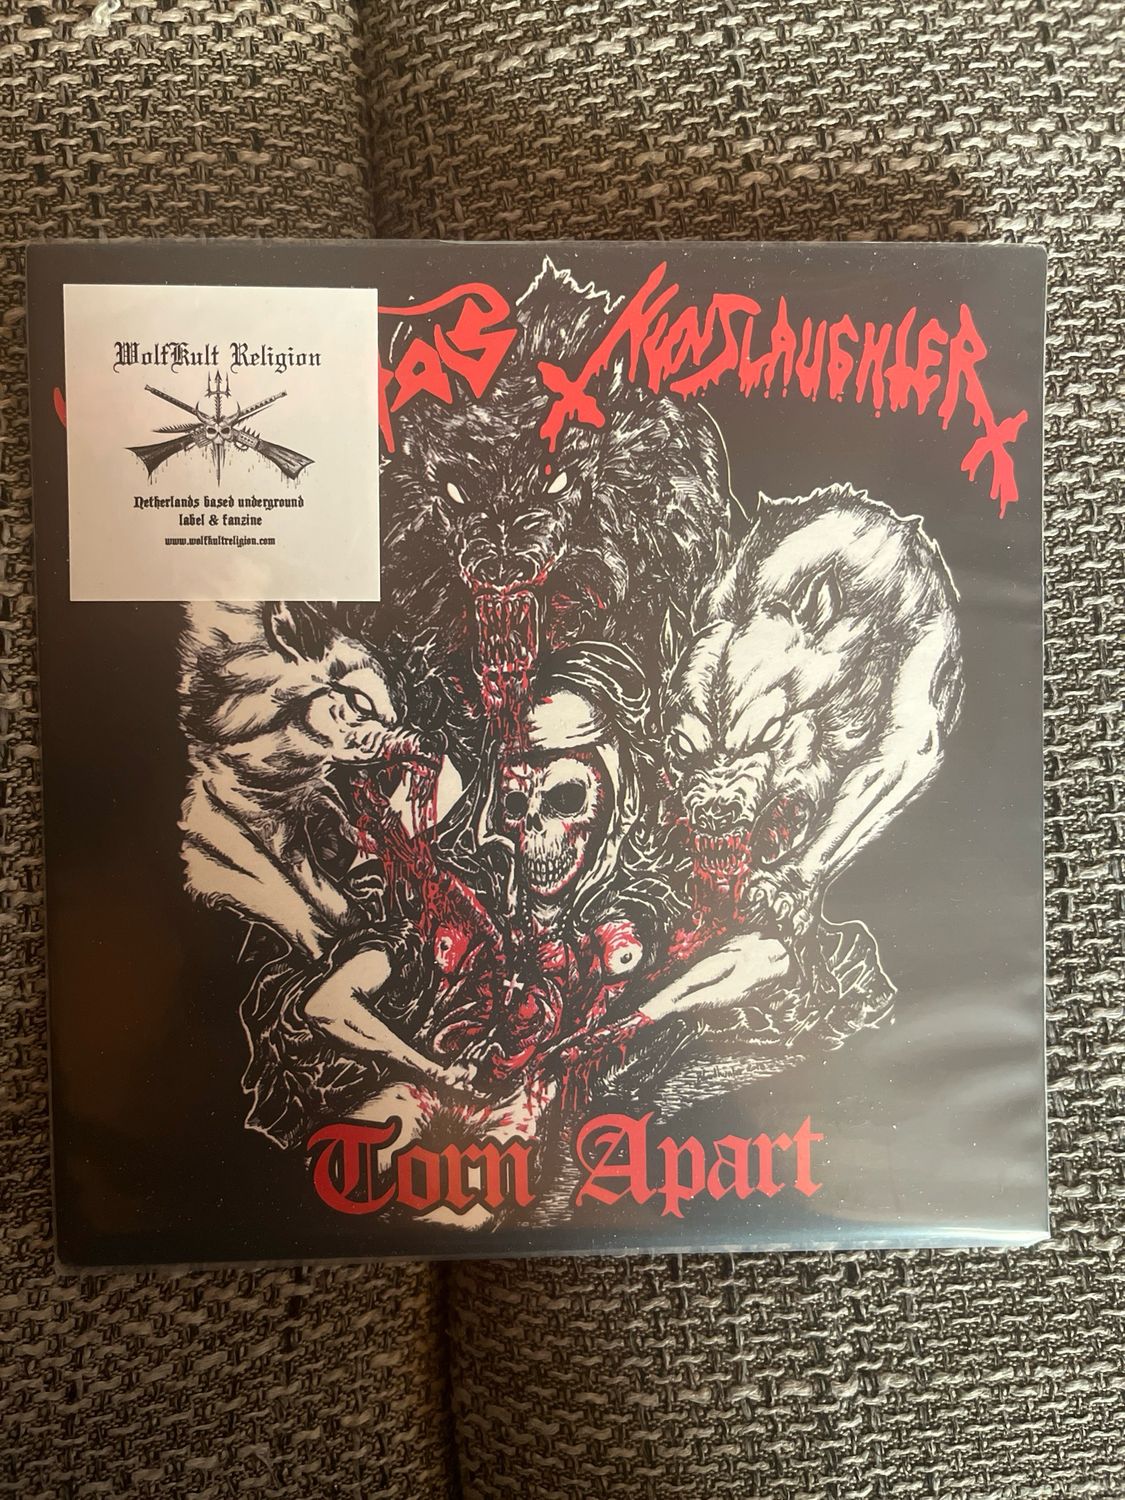 WolfKult Religion
Netherlands based underground
label & fanzine
www.wolfkultreligion.com
NunSlaughter
Torn Apart